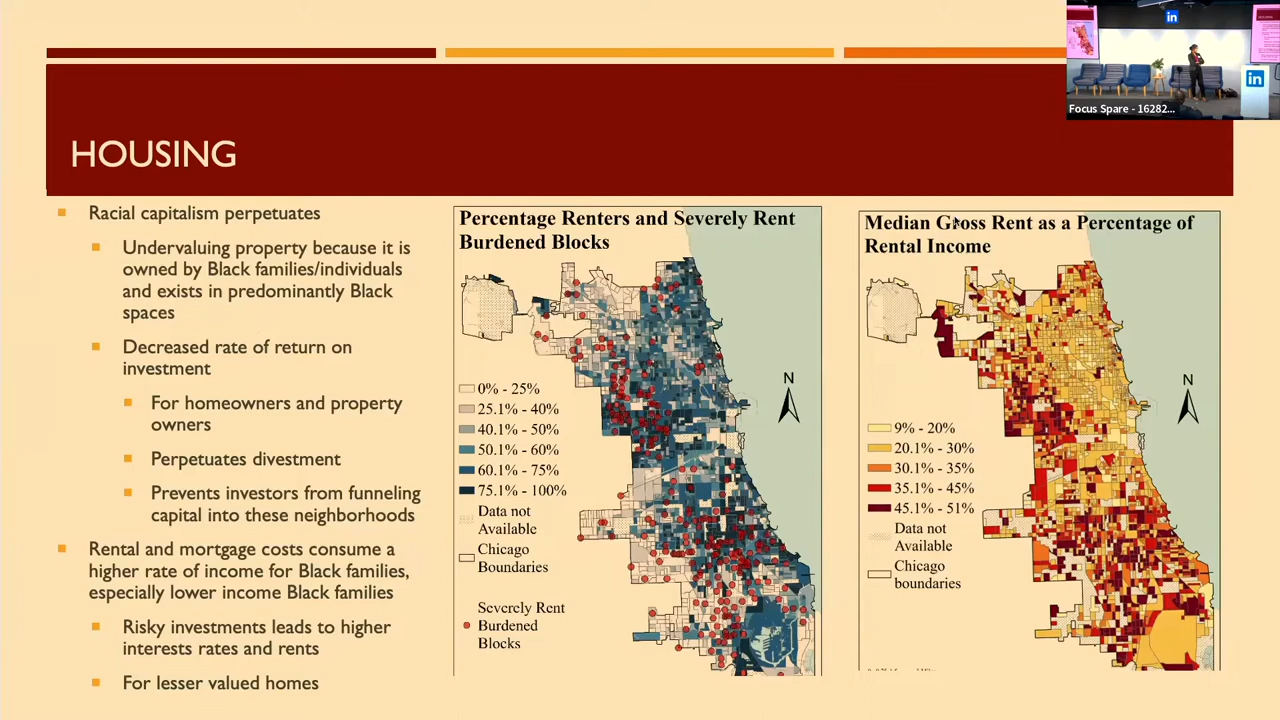 in
in
Focus Spare - 16282...
HOUSING
Racial capitalism perpetuates
Undervaluing property because it is
owned by Black families/individuals
and exists in predominantly Black
spaces
Decreased rate of return on
investment
For homeowners and property
owners
Perpetuates divestment
Prevents investors from funneling
capital into these neighborhoods
Rental and mortgage costs consume a
higher rate of income for Black families,
especially lower income Black families
Risky investments leads to higher
interests rates and rents
For lesser valued homes
Percentage Renters and Severely Rent
Burdened Blocks
N
0% - 25%
25.1% - 40%
40.1% - 50%
50.1% - 60%
60.1% - 75%
75.1% - 100%
Data not
Available
Chicago
Boundaries
Severely Rent
Burdened
Blocks
Median Gross Rent as a Percentage of
Rental Income
N
9% - 20%
20.1% - 30%
30.1% - 35%
35.1% - 45%
45.1% - 51%
Data not
Available
Chicago
boundaries